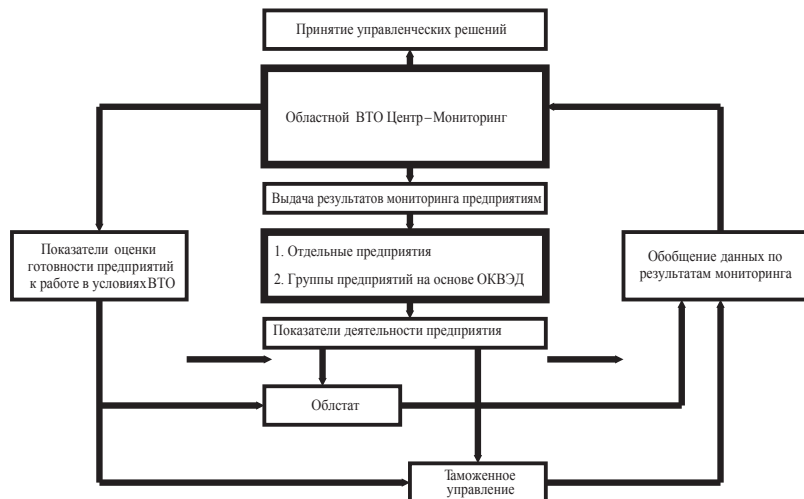 Принятие управленческих решений
Областной ВТО Центр–Мониторинг
Выдача результатов мониторинга предприятиям
Показатели оценки
готовности предприятий
к работе в условиях ВТО
1. Отдельные предприятия
2. Группы предприятий на основе ОКВЭД
Обобщение данных по
результатам мониторинга
Показатели деятельности предприятия
Облстат
Таможенное
управление